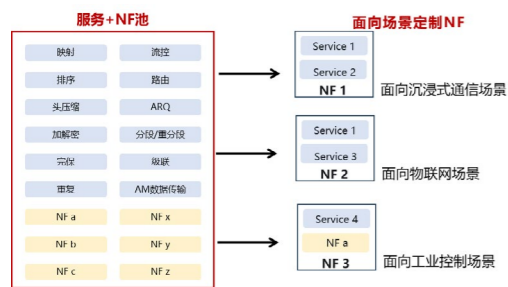 服务+NF池
映射 流控
排序 路由
头压缩 ARQ
加解密 分段/重分段
完保 级联
重复 AM数据传输
NF a NF x
NF b NF y
NF c NF z
面向场景定制NF
Service 1
Service 2
NF 1
面向沉浸式通信场景
Service 1
Service 3
NF 2
面向物联网场景
Service 4
NF a
NF 3
面向工业控制场景